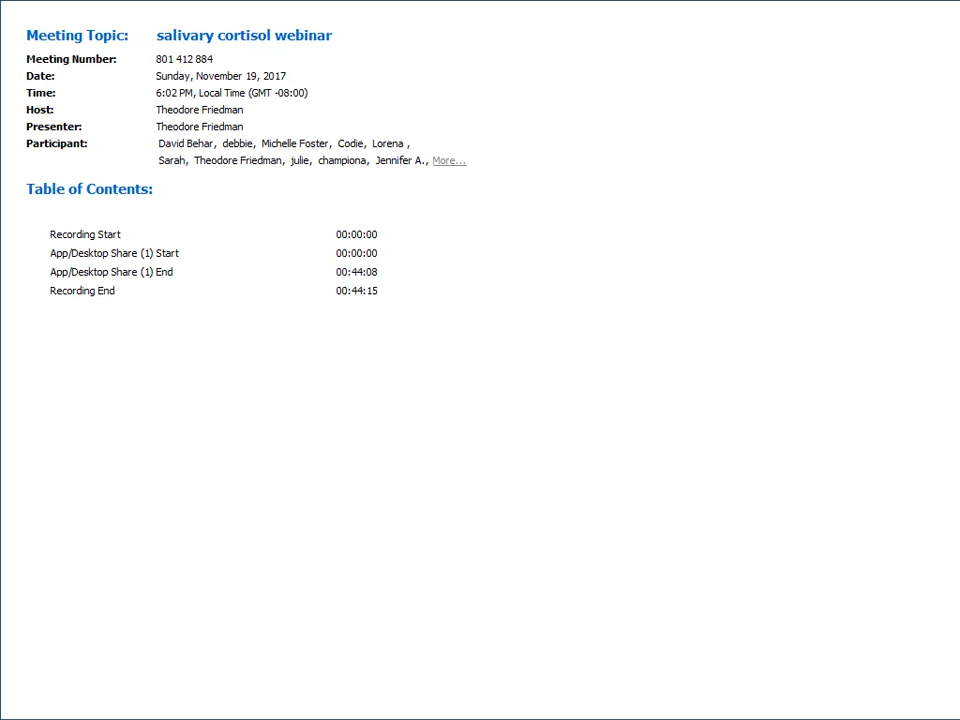 Meeting Topic: salivary cortisol webinar
Meeting Number: 801 412 884
Date: Sunday, November 19, 2017
Time: 6:02 PM, Local Time (GMT -08:00)
Host: Theodore Friedman
Presenter: Theodore Friedman
Participant: David Behar, debbie, Michelle Foster, Codie, Lorena ,
Sarah, Theodore Friedman, julie, championa, Jennifer A., More...
Table of Contents:
Recording Start 00:00:00
App/Desktop Share (1) Start 00:00:00
App/Desktop Share (1) End 00:44:08
Recording End 00:44:15